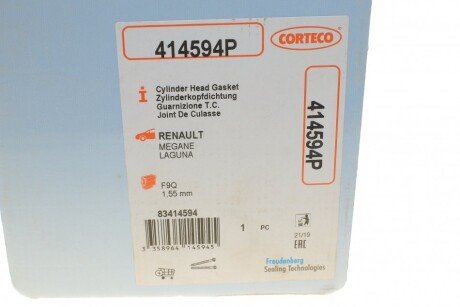 414594P
CORTECO
i Cylinder Head Gasket
Zylinderkopfdichtung
Guarnizione T.C.
Joint De Culasse
RENAULT
MEGANE
LAGUNA
F9Q
1,55 mm
83414594
3 358964 145945
1 PC
21/19
EAC
Freudenberg
Sealing Technologies
414594P